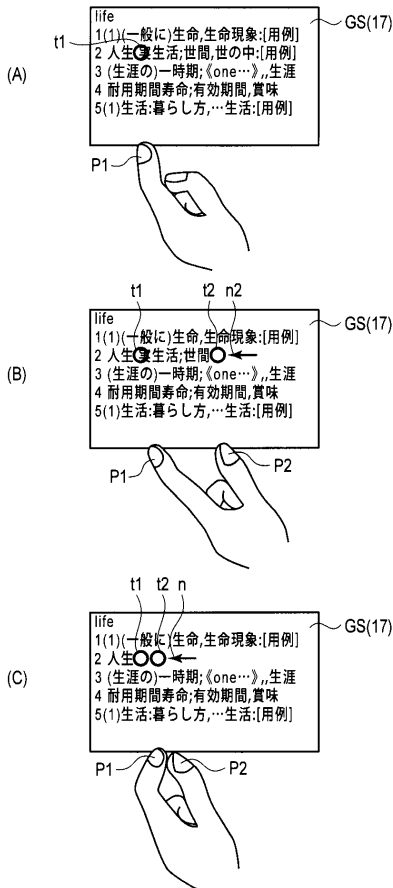 life
t1
GS(17)
1(1)(一般に)生命,生命現象:[用例]
2 人生 実生活;世間,世の中:[用例]
(A)
3 (生涯の)一時期;《one…》,,生涯
4 耐用期間寿命;有効期間,賞味
5(1)生活:暮らし方,…生活:[用例]
P1
t1 t2 n2
life
GS(17)
1(1)(一般に)生命,生命現象:[用例]
2 人生 実生活;世間
(B)
3 (生涯の)一時期;《one…》,,生涯
4 耐用期間寿命;有効期間,賞味
5(1)生活:暮らし方,…生活:[用例]
P1 P2
t1 t2 n
life
GS(17)
1(1)(一般に)生命,生命現象:[用例]
2 人生
(C)
3 (生涯の)一時期;《one…》,,生涯
4 耐用期間寿命;有効期間,賞味
5(1)生活:暮らし方,…生活:[用例]
P1 P2